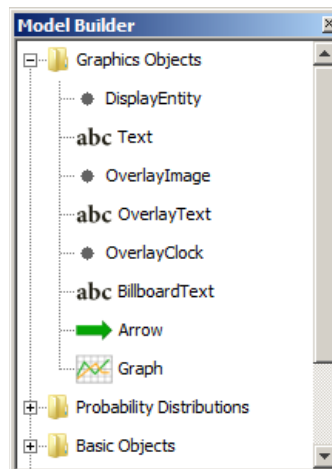 Model Builder
Graphics Objects
DisplayEntity
abc Text
OverlayImage
abc OverlayText
OverlayClock
abc BillboardText
Arrow
Graph
Probability Distributions
Basic Objects